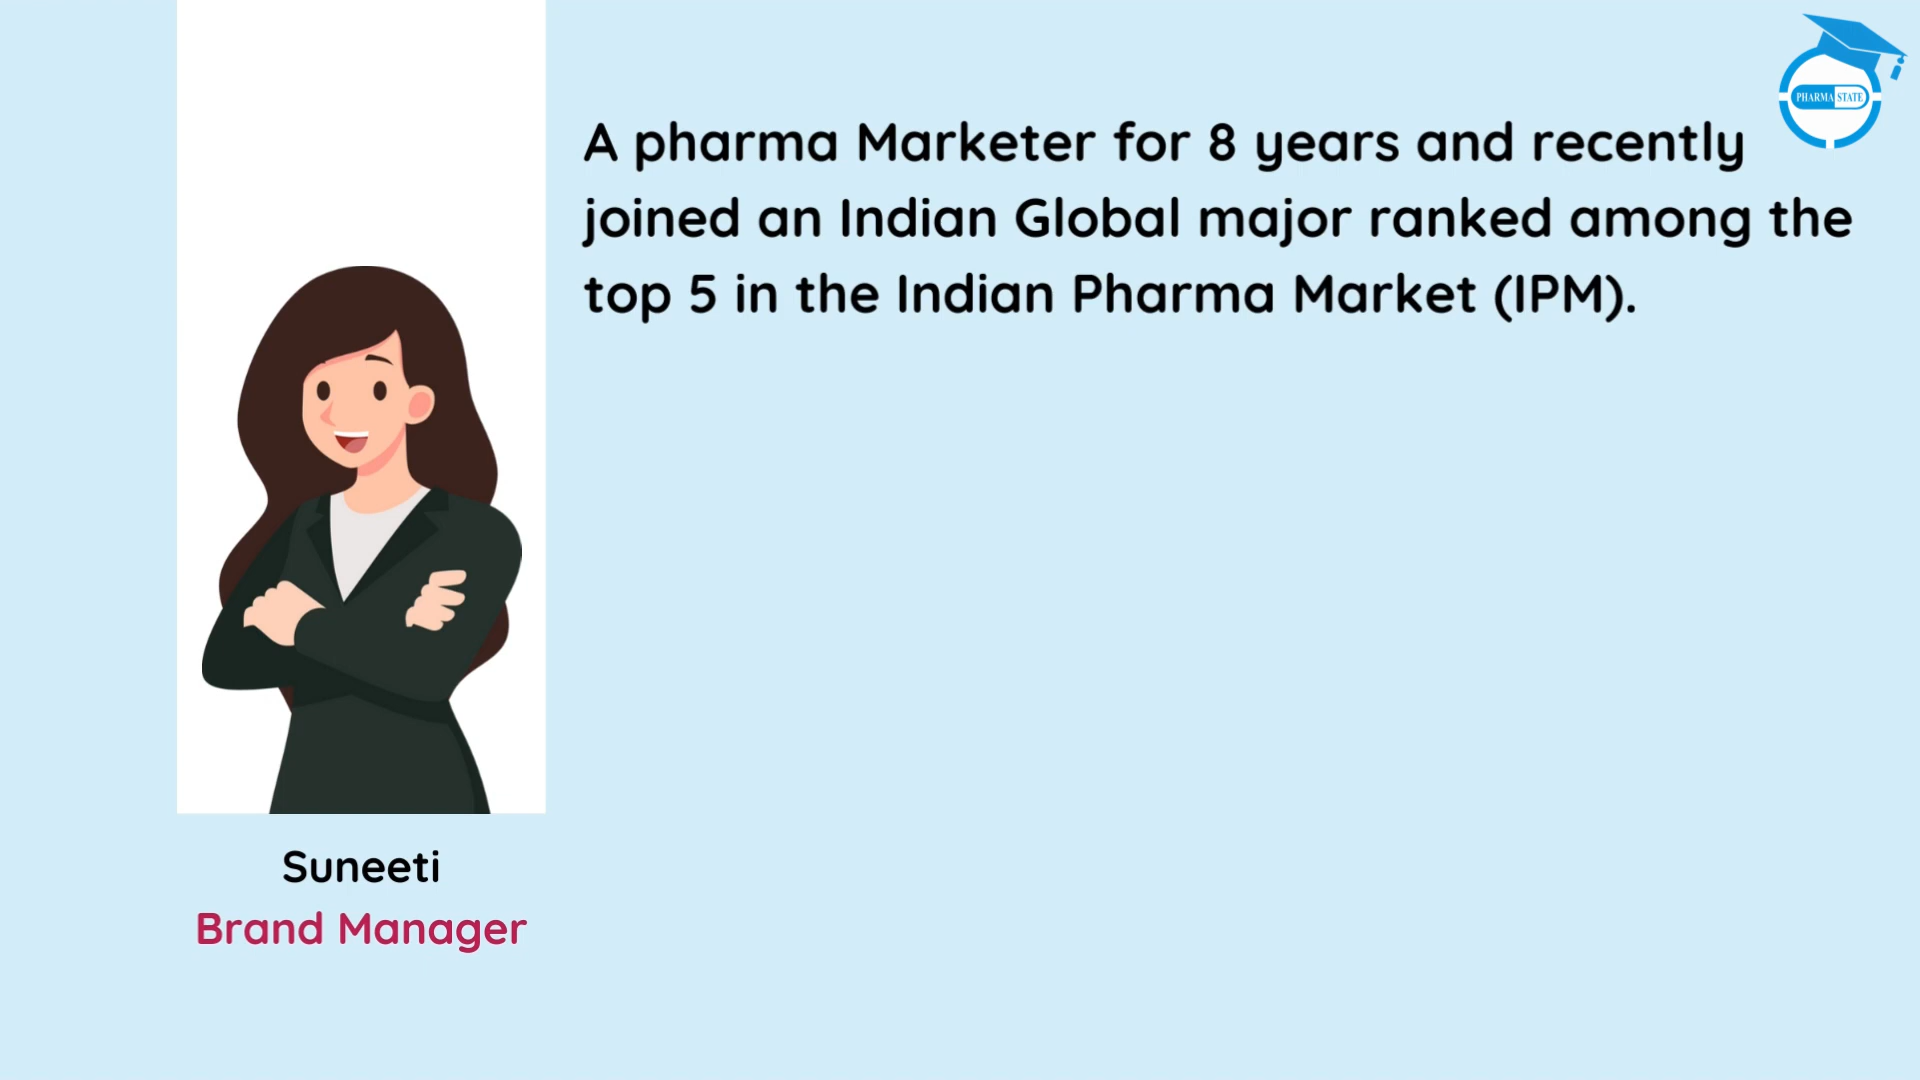 PHARMA STATE
A pharma Marketer for 8 years and recently
joined an Indian Global major ranked among the
top 5 in the Indian Pharma Market (IPM).
Suneeti
Brand Manager